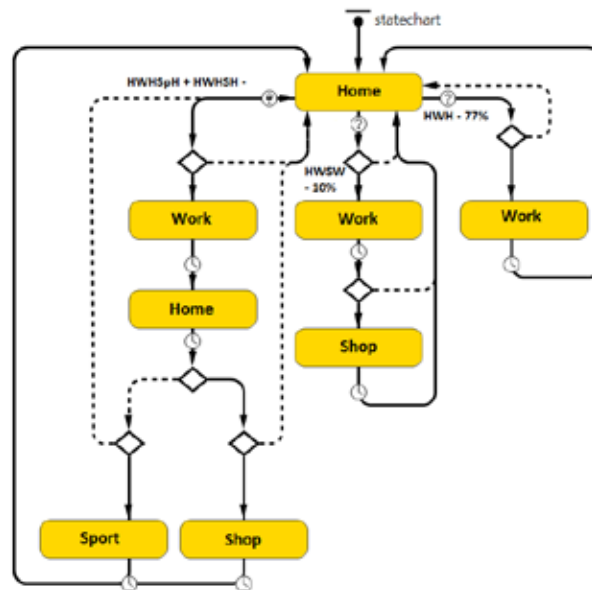 statechart
HWHSpH + HWHSH -
Home
HWH - 77%
HWSW
- 10%
Work
Work
Work
Home
Shop
Sport
Shop